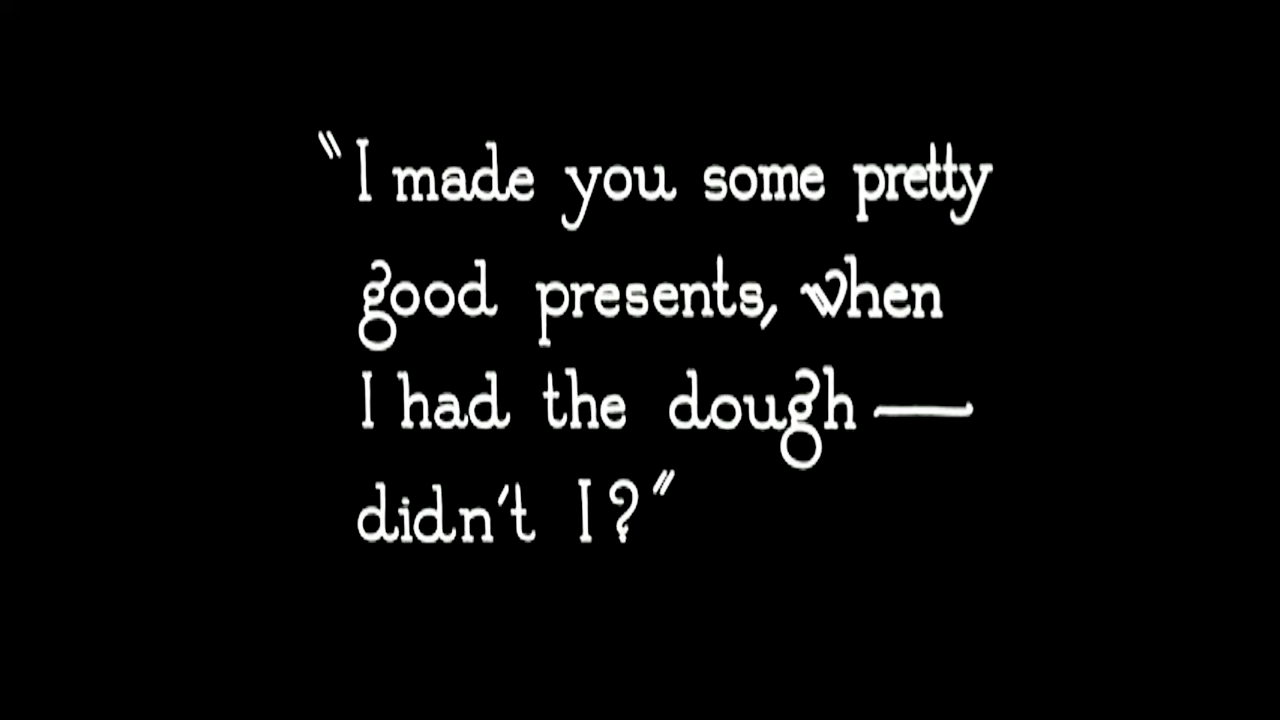 "I made you some pretty
good presents, when
I had the dough —
didn't I?"